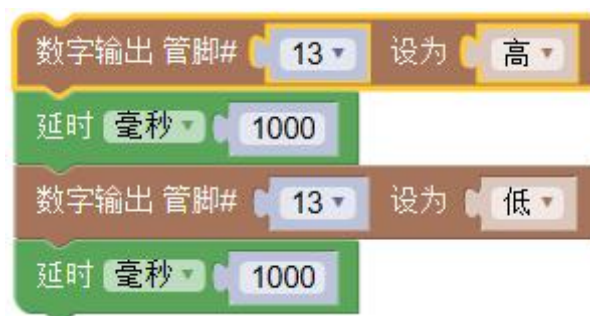 数字输出 管脚# 13 设为 高
延时 毫秒 1000
数字输出 管脚# 13 设为 低
延时 毫秒 1000